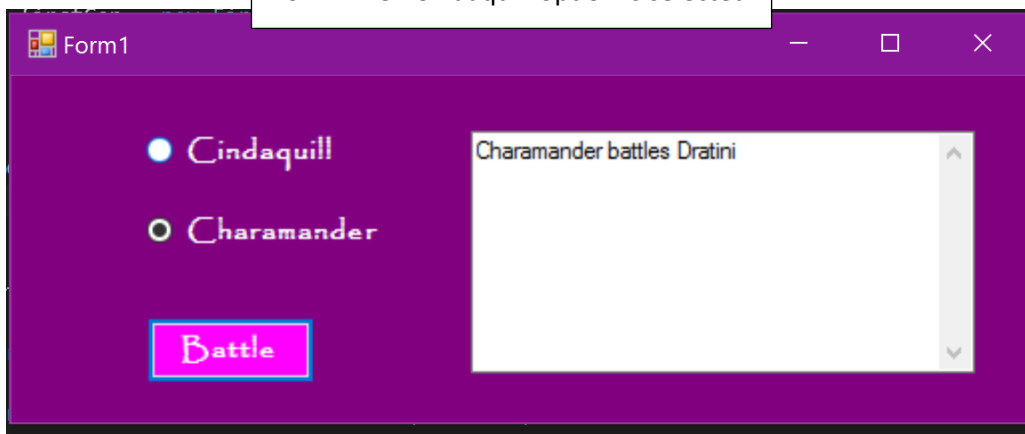 Form1
Cindaquill
Charamander battles Dratini
Charamander
Battle